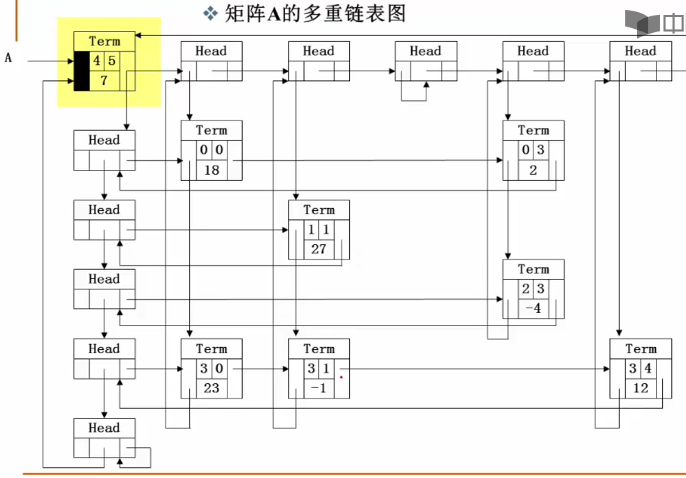 ❖ 矩阵A的多重链表图
中
A
Term
4 5
7
Head
Head
Head
Head
Head
Head
Term
0 0
18
Term
0 3
2
Head
Term
1 1
27
Head
Term
2 3
-4
Head
Term
3 0
23
Term
3 1
-1
Term
3 4
12
Head